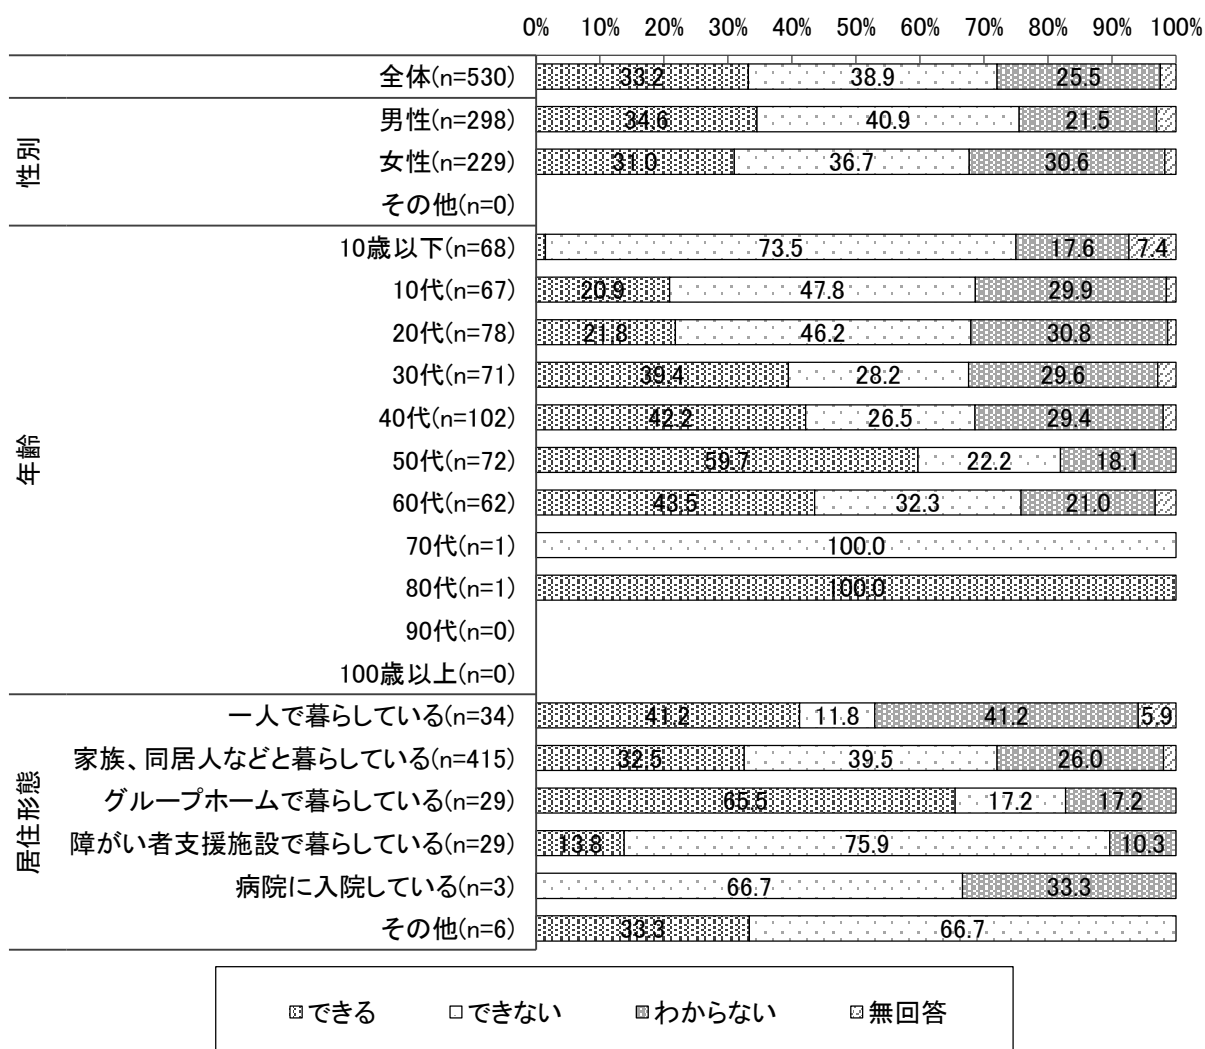 0% 10% 20% 30% 40% 50% 60% 70% 80% 90% 100%
全体(n=530) 33.2 38.9 25.5
性別
男性(n=298) 34.6 40.9 21.5
女性(n=229) 31.0 36.7 30.6
その他(n=0)
年齢
10歳以下(n=68) 73.5 17.6 7.4
10代(n=67) 20.9 47.8 29.9
20代(n=78) 21.8 46.2 30.8
30代(n=71) 39.4 28.2 29.6
40代(n=102) 42.2 26.5 29.4
50代(n=72) 59.7 22.2 18.1
60代(n=62) 43.5 32.3 21.0
70代(n=1) 100.0
80代(n=1) 100.0
90代(n=0)
100歳以上(n=0)
居住形態
一人で暮らしている(n=34) 41.2 11.8 41.2 5.9
家族、同居人などと暮らしている(n=415) 32.5 39.5 26.0
グループホームで暮らしている(n=29) 65.5 17.2 17.2
障がい者支援施設で暮らしている(n=29) 13.8 75.9 10.3
病院に入院している(n=3) 66.7 33.3
その他(n=6) 33.3 66.7
できる できない わからない 無回答